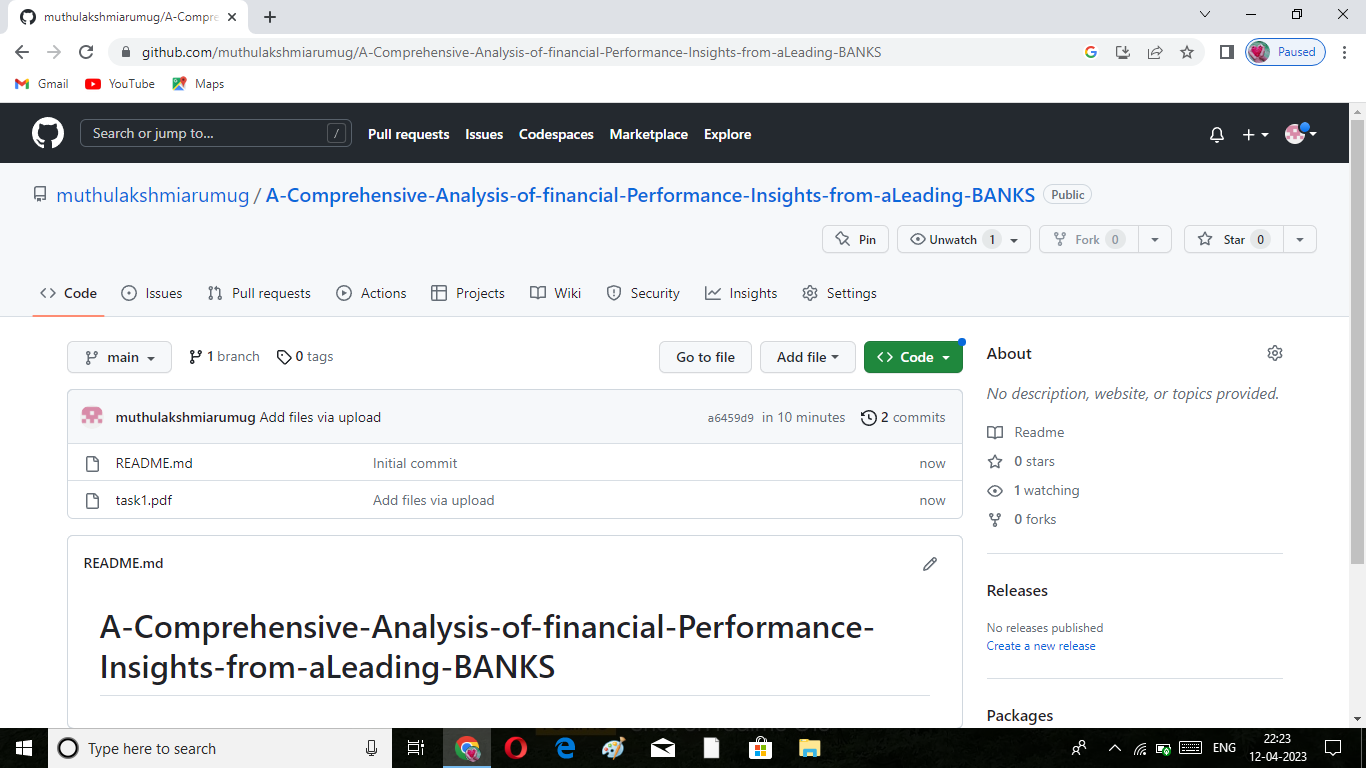 muthulakshmiarumug/A-Compre
github.com/muthulakshmiarumug/A-Comprehensive-Analysis-of-financial-Performance-Insights-from-aLeading-BANKS
Paused
Gmail YouTube Maps
Search or jump to... / Pull requests Issues Codespaces Marketplace Explore
muthulakshmiarumug / A-Comprehensive-Analysis-of-financial-Performance-Insights-from-aLeading-BANKS Public
Pin Unwatch 1 Fork 0 Star 0
Code Issues Pull requests Actions Projects Wiki Security Insights Settings
main 1 branch 0 tags Go to file Add file Code
muthulakshmiarumug Add files via upload a6459d9 in 10 minutes 2 commits
README.md Initial commit now
task1.pdf Add files via upload now
README.md
A-Comprehensive-Analysis-of-financial-Performance-
Insights-from-aLeading-BANKS
About
No description, website, or topics provided.
Readme
0 stars
1 watching
0 forks
Releases
No releases published
Create a new release
Packages
Type here to search
ENG
22:23
12-04-2023